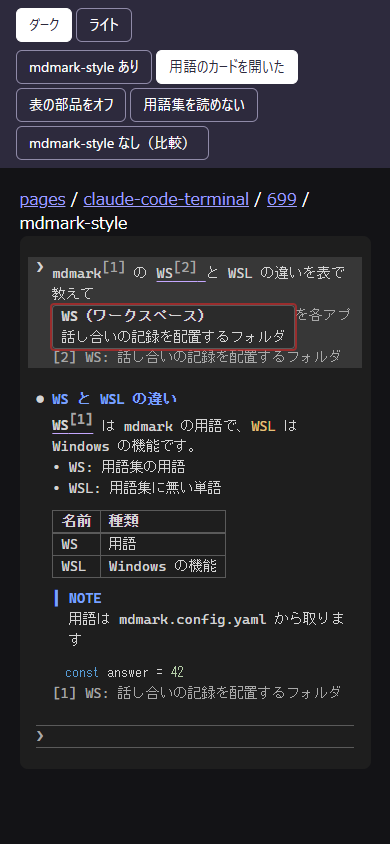 ダーク ライト
mdmark-style あり 用語のカードを開いた
表の部品をオフ 用語集を読めない
mdmark-style なし（比較）
pages / claude-code-terminal / 699 /
mdmark-style
❯ mdmark[1] の WS[2] と WSL の違いを表で
教えて
WS（ワークスペース）
を各アプ
話し合いの記録を配置するフォルダ
[2] WS: 話し合いの記録を配置するフォルダ
● WS と WSL の違い
WS[1] は mdmark の用語で、WSL は
Windows の機能です。
• WS: 用語集の用語
• WSL: 用語集に無い単語
名前 種類
WS 用語
WSL Windows の機能
NOTE
用語は mdmark.config.yaml から取りま
す
const answer = 42
[1] WS: 話し合いの記録を配置するフォルダ
❯